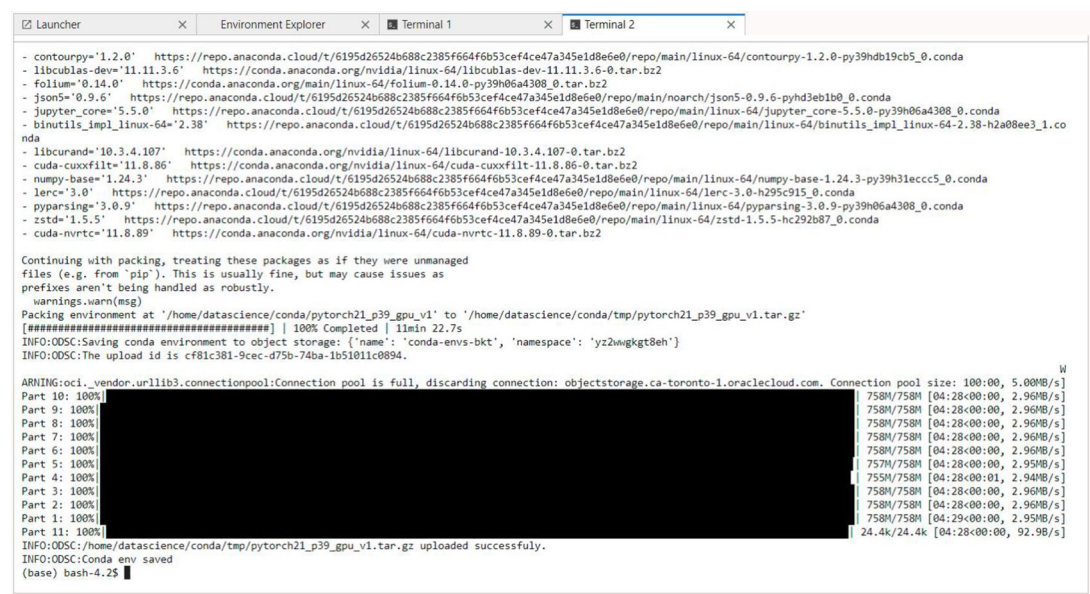 Launcher
Environment Explorer
Terminal 1
Terminal 2
- contourpy='1.2.0'   https://repo.anaconda.cloud/t/6195d26524b688c2385f664f6b53cef4ce47a345e1d8e6e0/repo/main/linux-64/contourpy-1.2.0-py39hdb19cb5_0.conda
- libcublas-dev='11.11.3.6'   https://conda.anaconda.org/nvidia/linux-64/libcublas-dev-11.11.3.6-0.tar.bz2
- folium='0.14.0'   https://conda.anaconda.org/main/linux-64/folium-0.14.0-py39h06a4308_0.tar.bz2
- json5='0.9.6'   https://repo.anaconda.cloud/t/6195d26524b688c2385f664f6b53cef4ce47a345e1d8e6e0/repo/main/noarch/json5-0.9.6-pyhd3eb1b0_0.conda
- jupyter_core='5.5.0'   https://repo.anaconda.cloud/t/6195d26524b688c2385f664f6b53cef4ce47a345e1d8e6e0/repo/main/linux-64/jupyter_core-5.5.0-py39h06a4308_0.conda
- binutils_impl_linux-64='2.38'   https://repo.anaconda.cloud/t/6195d26524b688c2385f664f6b53cef4ce47a345e1d8e6e0/repo/main/linux-64/binutils_impl_linux-64-2.38-h2a08ee3_1.co
nda
- libcurand='10.3.4.107'   https://conda.anaconda.org/nvidia/linux-64/libcurand-10.3.4.107-0.tar.bz2
- cuda-cuxxfilt='11.8.86'   https://conda.anaconda.org/nvidia/linux-64/cuda-cuxxfilt-11.8.86-0.tar.bz2
- numpy-base='1.24.3'   https://repo.anaconda.cloud/t/6195d26524b688c2385f664f6b53cef4ce47a345e1d8e6e0/repo/main/linux-64/numpy-base-1.24.3-py39h31eccc5_0.conda
- lerc='3.0'   https://repo.anaconda.cloud/t/6195d26524b688c2385f664f6b53cef4ce47a345e1d8e6e0/repo/main/linux-64/lerc-3.0-h295c915_0.conda
- pyparsing='3.0.9'   https://repo.anaconda.cloud/t/6195d26524b688c2385f664f6b53cef4ce47a345e1d8e6e0/repo/main/linux-64/pyparsing-3.0.9-py39h06a4308_0.conda
- zstd='1.5.5'   https://repo.anaconda.cloud/t/6195d26524b688c2385f664f6b53cef4ce47a345e1d8e6e0/repo/main/linux-64/zstd-1.5.5-hc292b87_0.conda
- cuda-nvrtc='11.8.89'   https://conda.anaconda.org/nvidia/linux-64/cuda-nvrtc-11.8.89-0.tar.bz2
Continuing with packing, treating these packages as if they were unmanaged
files (e.g. from `pip`). This is usually fine, but may cause issues as
prefixes aren't being handled as robustly.
warnings.warn(msg)
Packing environment at '/home/datascience/conda/pytorch21_p39_gpu_v1' to '/home/datascience/conda/tmp/pytorch21_p39_gpu_v1.tar.gz'
[########################################] | 100% Completed | 11min 22.7s
INFO:ODSC:Saving conda environment to object storage: {'name': 'conda-envs-bkt', 'namespace': 'yz2wwgkgt8eh'}
INFO:ODSC:The upload id is cf81c381-9cec-d75b-74ba-1b51011c0894.
W
ARNING:oci._vendor.urllib3.connectionpool:Connection pool is full, discarding connection: objectstorage.ca-toronto-1.oraclecloud.com. Connection pool size: 100:00, 5.00MB/s]
Part 10: 100%| | 758M/758M [04:28<00:00, 2.96MB/s]
Part 9: 100%| | 758M/758M [04:28<00:00, 2.96MB/s]
Part 8: 100%| | 758M/758M [04:28<00:00, 2.96MB/s]
Part 7: 100%| | 758M/758M [04:28<00:00, 2.96MB/s]
Part 6: 100%| | 758M/758M [04:28<00:00, 2.96MB/s]
Part 5: 100%| | 757M/758M [04:28<00:00, 2.95MB/s]
Part 4: 100%| | 755M/758M [04:28<00:01, 2.94MB/s]
Part 3: 100%| | 758M/758M [04:28<00:00, 2.96MB/s]
Part 2: 100%| | 758M/758M [04:28<00:00, 2.96MB/s]
Part 1: 100%| | 758M/758M [04:29<00:00, 2.95MB/s]
Part 11: 100%| | 24.4k/24.4k [04:28<00:00, 92.9B/s]
INFO:ODSC:/home/datascience/conda/tmp/pytorch21_p39_gpu_v1.tar.gz uploaded successfuly.
INFO:ODSC:Conda env saved
(base) bash-4.2$